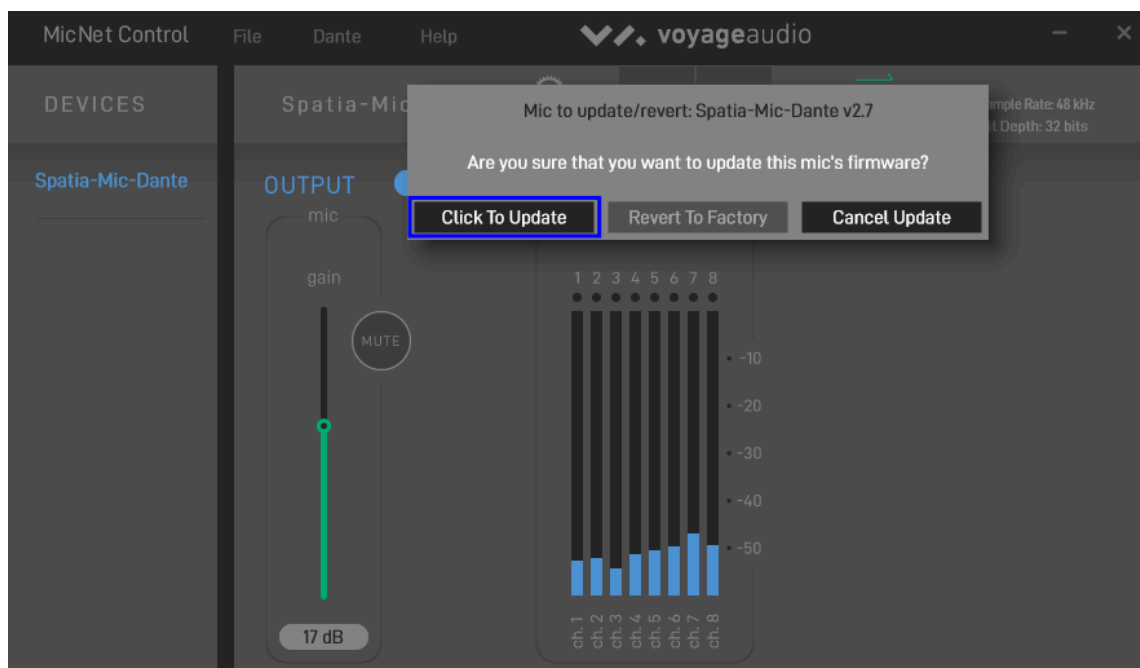 MicNet Control File Dante Help voyageaudio
DEVICES
Spatia-Mic
Mic to update/revert: Spatia-Mic-Dante v2.7
mple Rate: 48 kHz
it Depth: 32 bits
Are you sure that you want to update this mic's firmware?
Click To Update Revert To Factory Cancel Update
Spatia-Mic-Dante
OUTPUT
mic
gain
MUTE
17 dB
1 2 3 4 5 6 7 8
-10
-20
-30
-40
-50
ch. 1 ch. 2 ch. 3 ch. 4 ch. 5 ch. 6 ch. 7 ch. 8